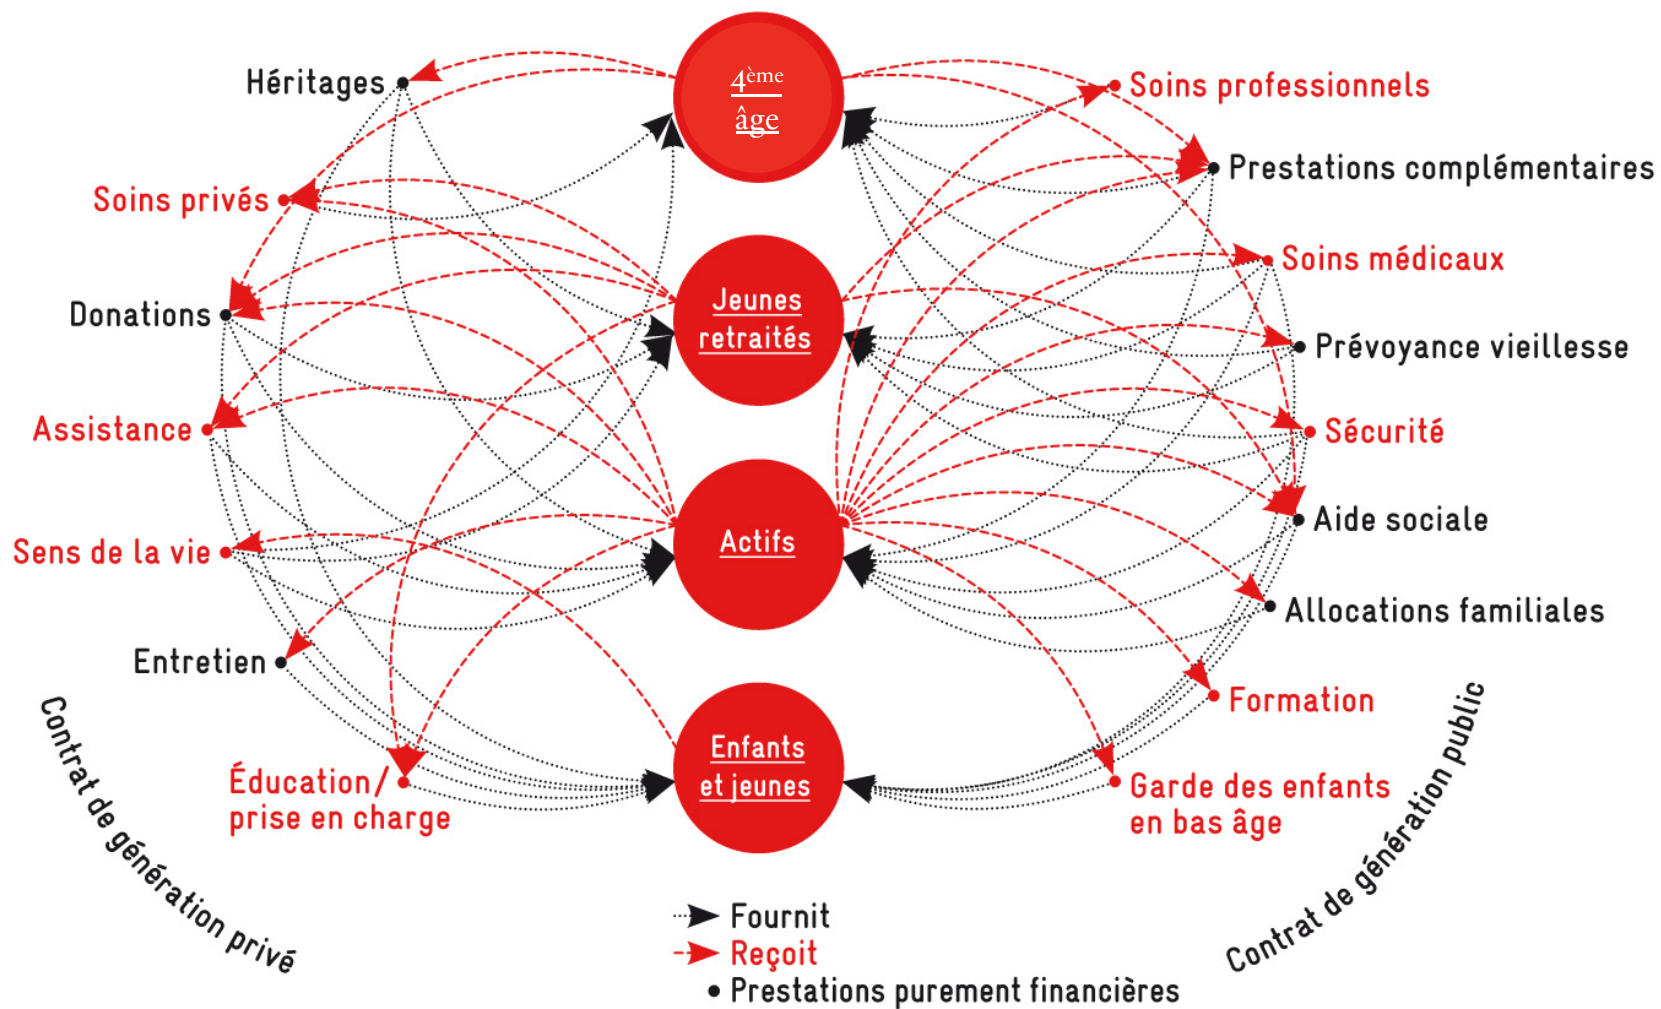 Héritages
Soins privés
Donations
Assistance
Sens de la vie
Entretien
Éducation/
prise en charge
Contrat de génération privé
4ème
âge
Jeunes
retraités
Actifs
Enfants
et jeunes
Soins professionnels
Prestations complémentaires
Soins médicaux
Prévoyance vieillesse
Sécurité
Aide sociale
Allocations familiales
Formation
Garde des enfants
en bas âge
Contrat de génération public
Fournit
Reçoit
Prestations purement financières